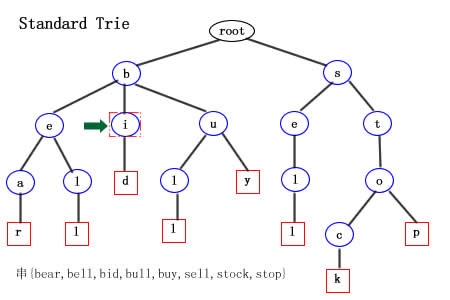 Standard Trie
root
b s
e i u e t
a l d l y l o
r l l l c p
k
串{bear,bell,bid,bull,buy,sell,stock,stop}